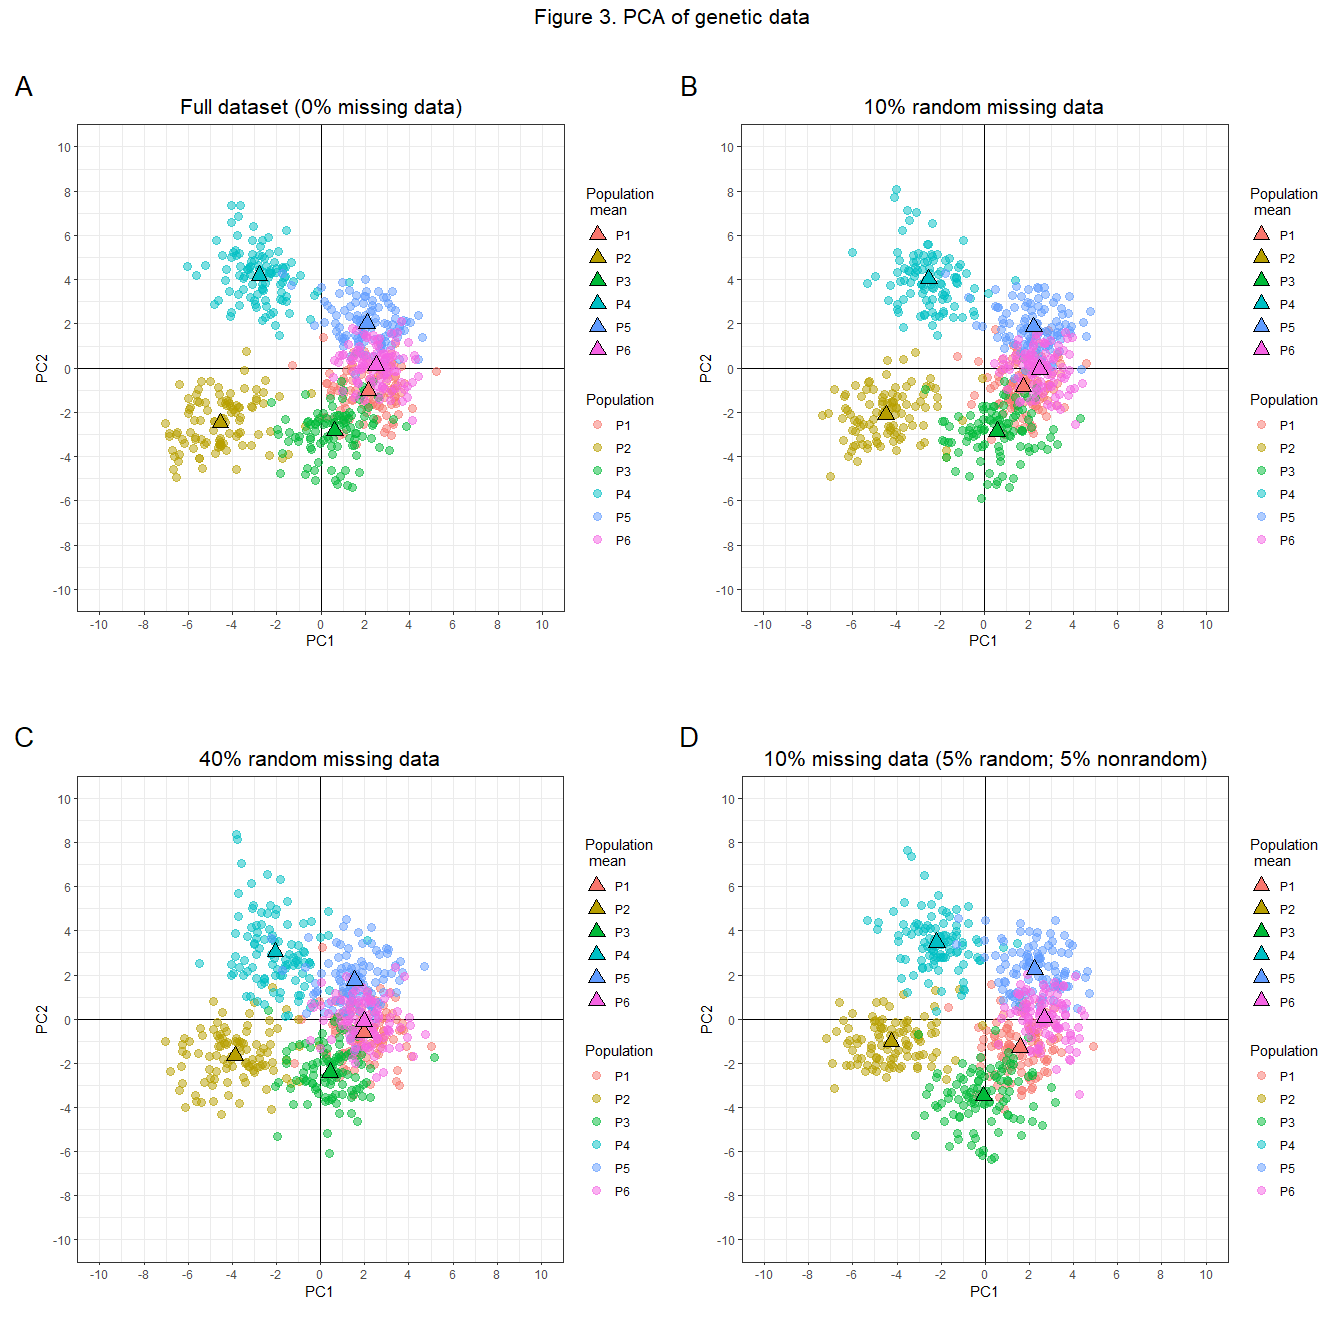 Figure 3. PCA of genetic data
A
Full dataset (0% missing data)
10
8
6
4
2
0
-2
-4
-6
-8
-10
PC2
-10 -8 -6 -4 -2 0 2 4 6 8 10
PC1
Population
mean
P1
P2
P3
P4
P5
P6
Population
P1
P2
P3
P4
P5
P6
B
10% random missing data
10
8
6
4
2
0
-2
-4
-6
-8
-10
PC2
-10 -8 -6 -4 -2 0 2 4 6 8 10
PC1
Population
mean
P1
P2
P3
P4
P5
P6
Population
P1
P2
P3
P4
P5
P6
C
40% random missing data
10
8
6
4
2
0
-2
-4
-6
-8
-10
PC2
-10 -8 -6 -4 -2 0 2 4 6 8 10
PC1
Population
mean
P1
P2
P3
P4
P5
P6
Population
P1
P2
P3
P4
P5
P6
D
10% missing data (5% random; 5% nonrandom)
10
8
6
4
2
0
-2
-4
-6
-8
-10
PC2
-10 -8 -6 -4 -2 0 2 4 6 8 10
PC1
Population
mean
P1
P2
P3
P4
P5
P6
Population
P1
P2
P3
P4
P5
P6